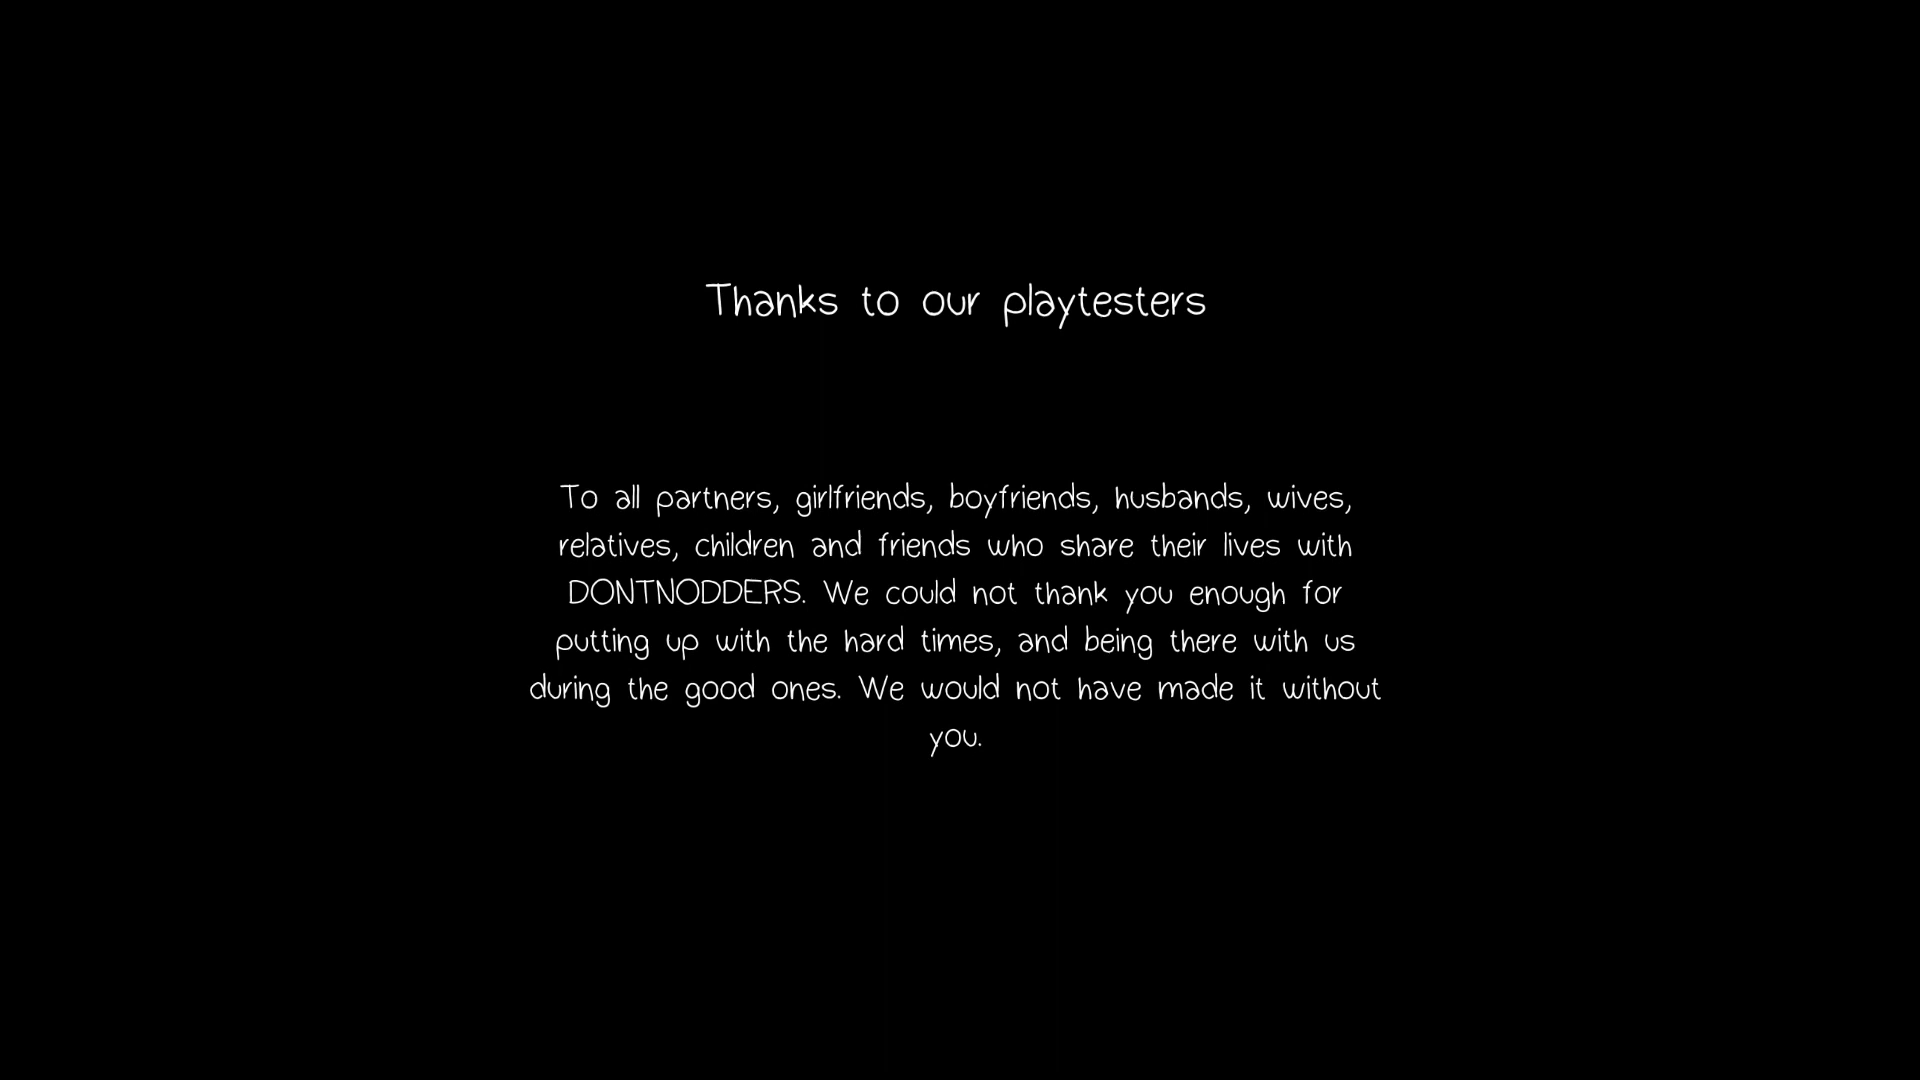 Thanks to our playtesters
To all partners, girlfriends, boyfriends, husbands, wives,
relatives, children and friends who share their lives with
DONTNODDERS. We could not thank you enough for
putting up with the hard times, and being there with us
during the good ones. We would not have made it without
you.